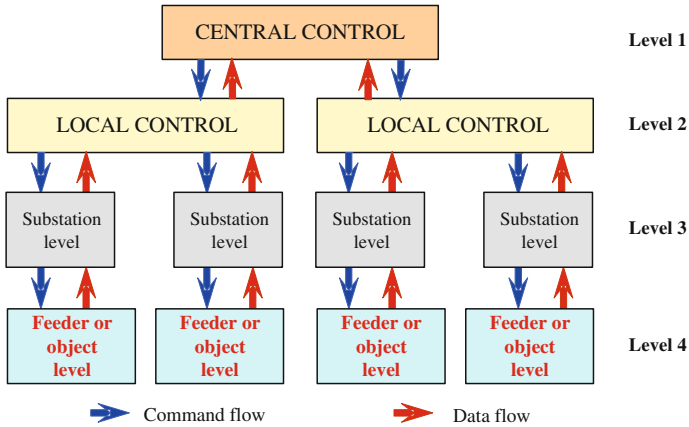 CENTRAL CONTROL
Level 1
LOCAL CONTROL
LOCAL CONTROL
Level 2
Substation
level
Substation
level
Substation
level
Substation
level
Level 3
Feeder or
object
level
Feeder or
object
level
Feeder or
object
level
Feeder or
object
level
Level 4
Command flow
Data flow